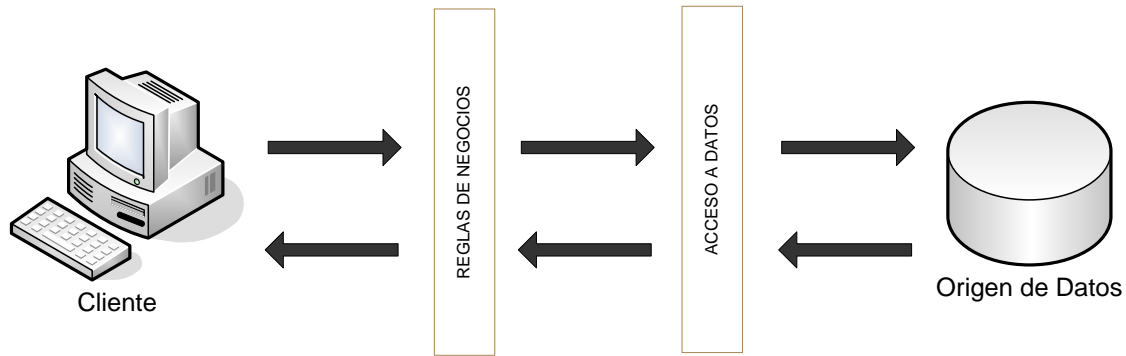 Cliente
REGLAS DE NEGOCIOS
ACCESO A DATOS
Origen de Datos